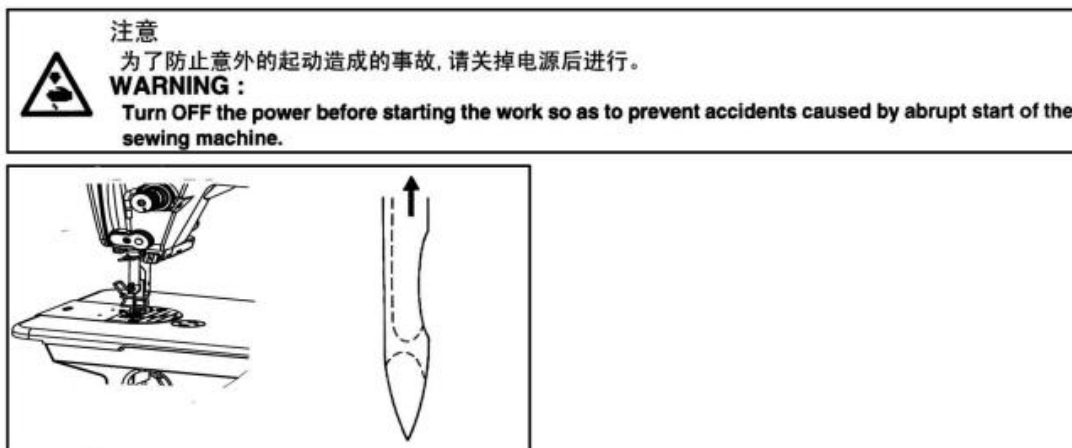 注意
为了防止意外的起动造成的事故, 请关掉电源后进行。
WARNING :
Turn OFF the power before starting the work so as to prevent accidents caused by abrupt start of the
sewing machine.